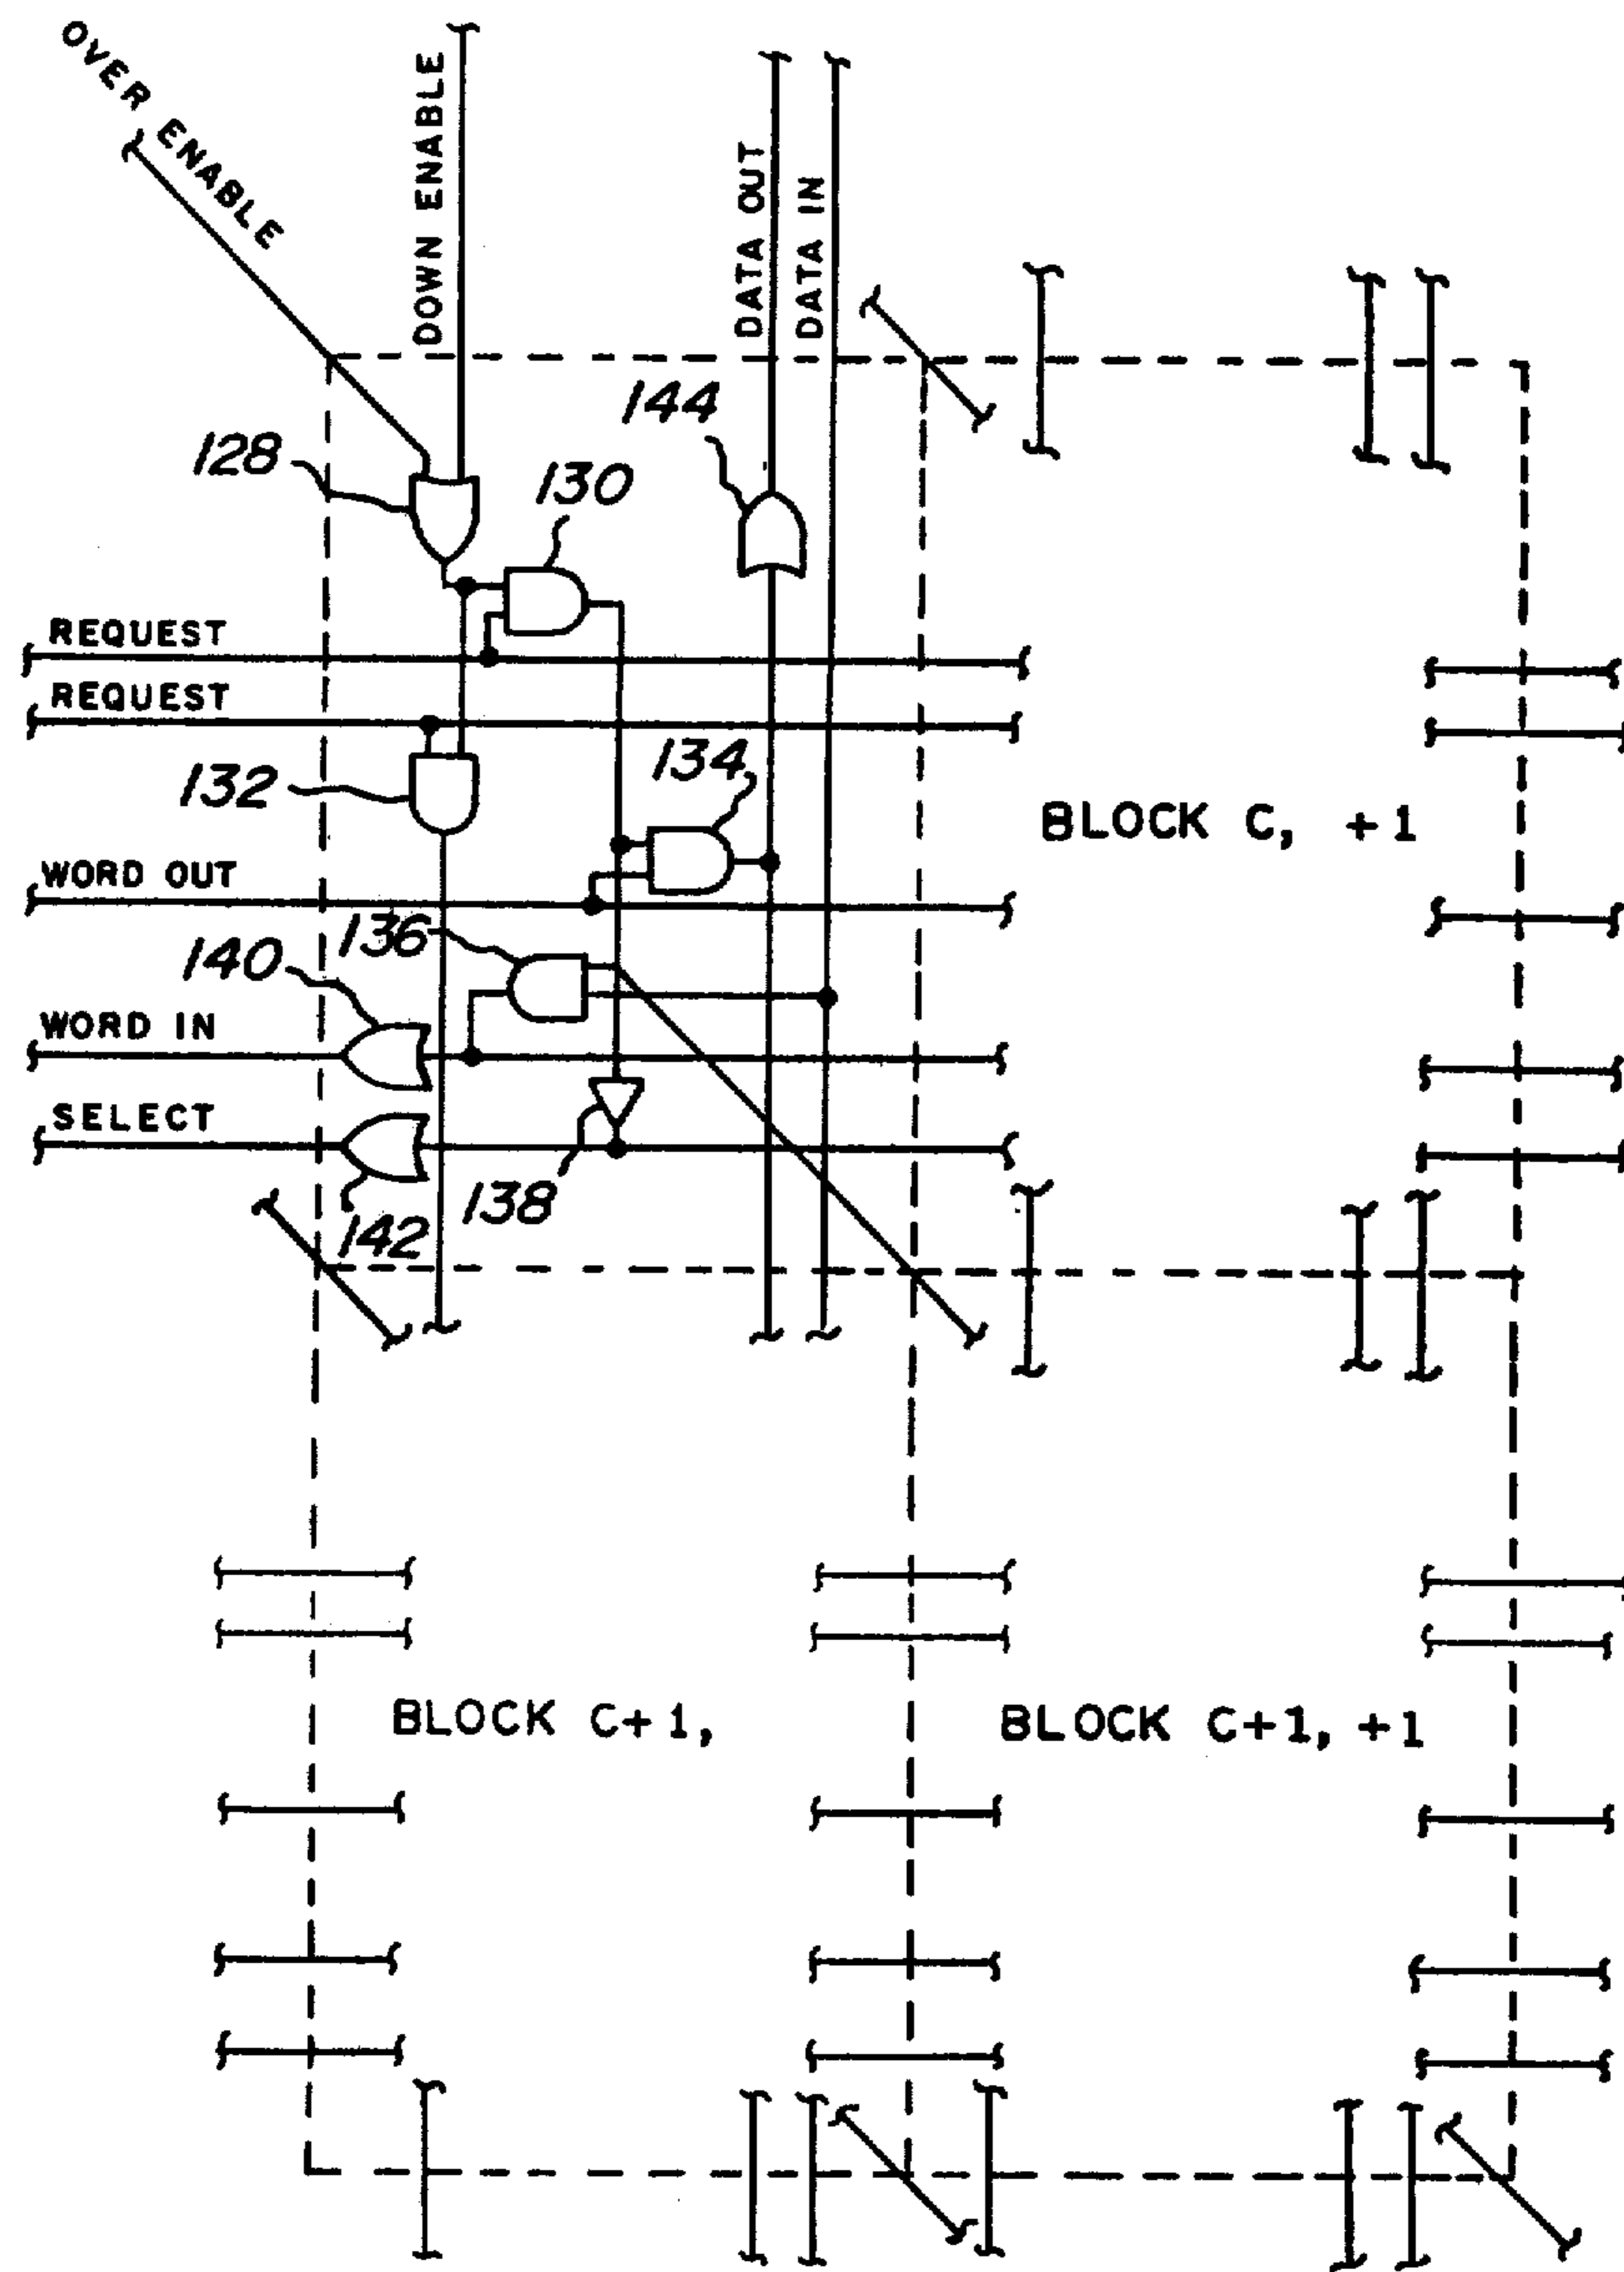 OVER ENABLE
DOWN ENABLE
DATA OUT
DATA IN
144
128
130
REQUEST
REQUEST
134
132
BLOCK C, +1
WORD OUT
136
140
WORD IN
SELECT
138
142
BLOCK C+1,
BLOCK C+1, +1